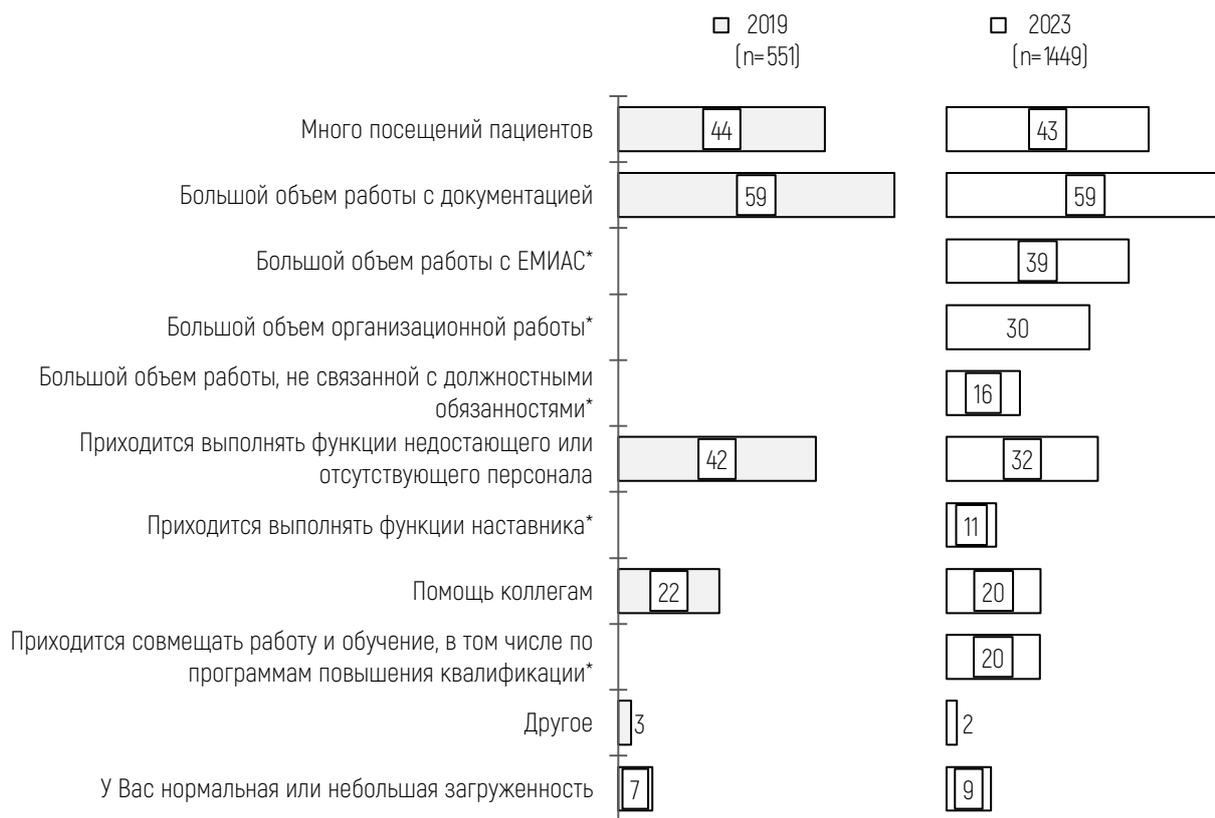 2019
(n=551)
2023
(n=1449)
Много посещений пациентов
44
43
Большой объем работы с документацией
59
59
Большой объем работы с ЕМИАС*
39
Большой объем организационной работы*
30
Большой объем работы, не связанной с должностными
обязанностями*
16
Приходится выполнять функции недостающего или
отсутствующего персонала
42
32
Приходится выполнять функции наставника*
11
Помощь коллегам
22
20
Приходится совмещать работу и обучение, в том числе по
программам повышения квалификации*
20
Другое
3
2
У Вас нормальная или небольшая загруженность
7
9